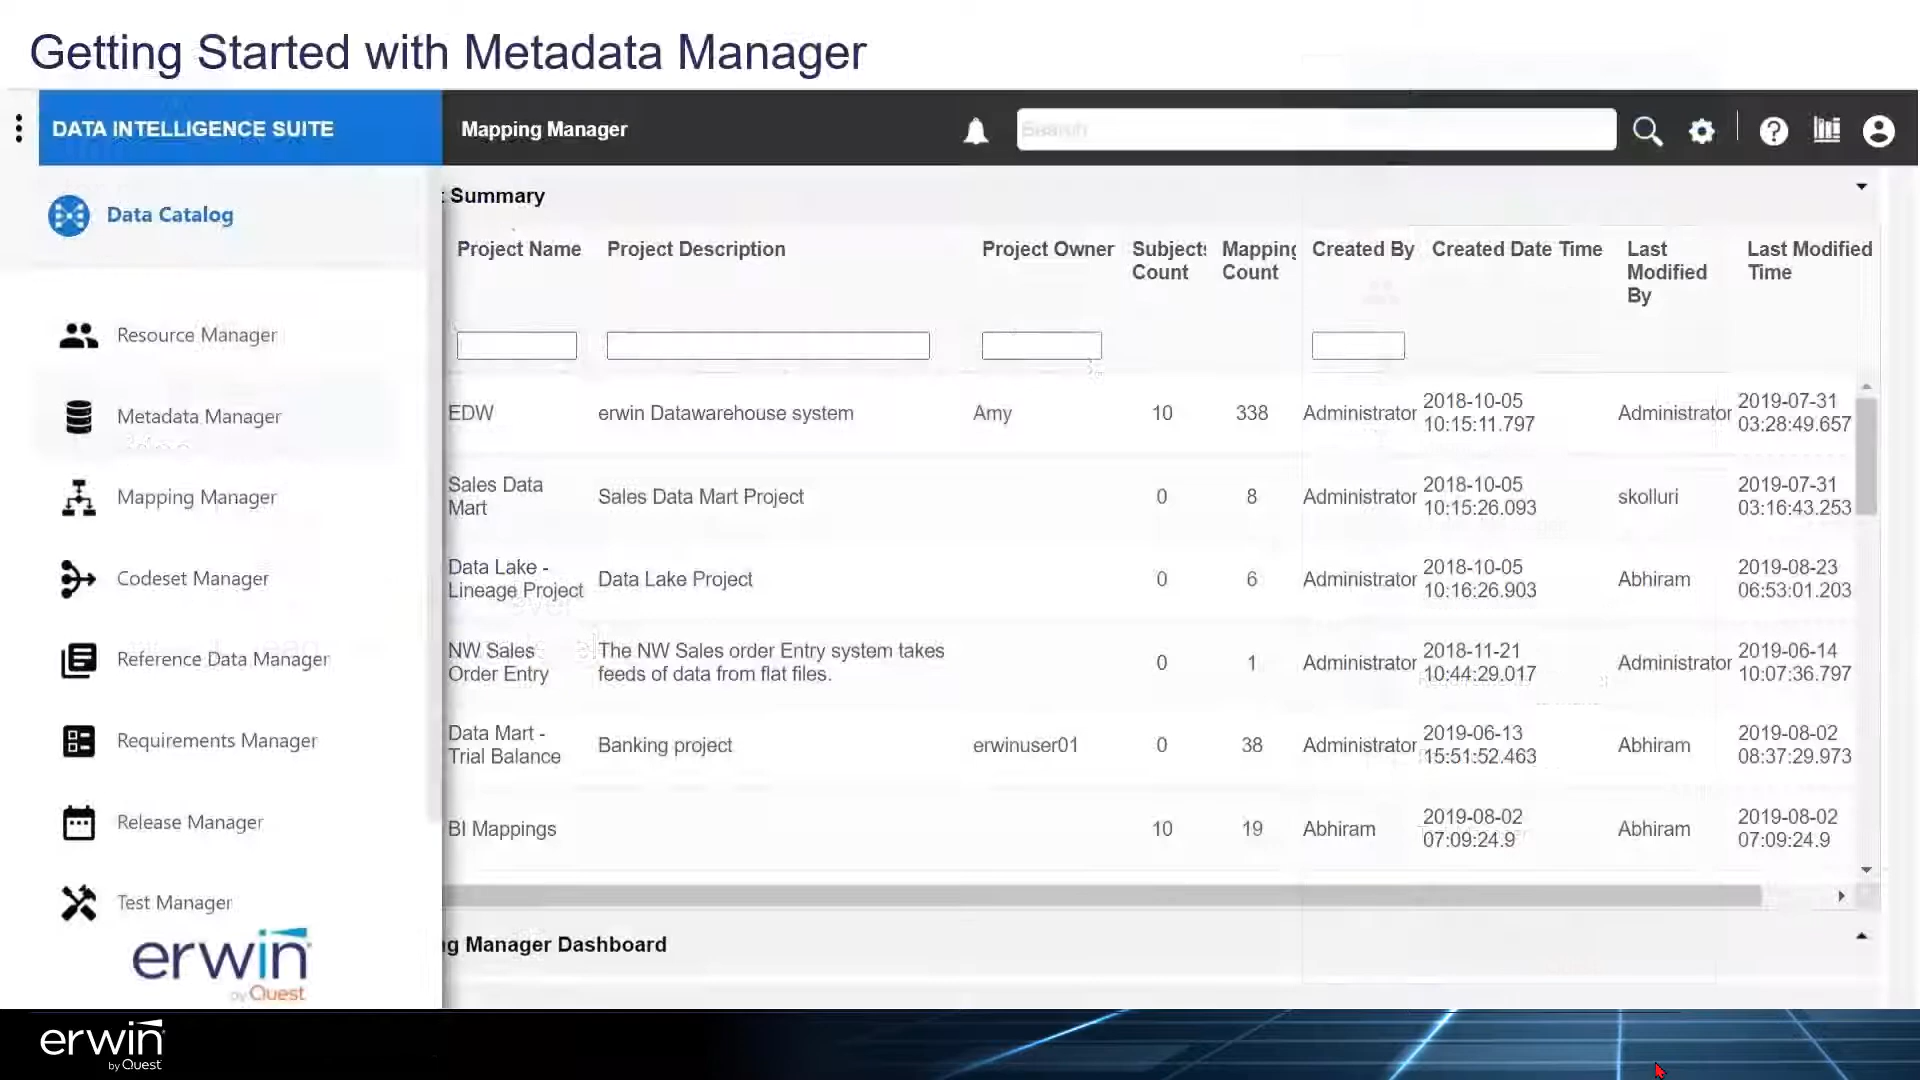 Getting Started with Metadata Manager
DATA INTELLIGENCE SUITE
Mapping Manager
Search
Data Catalog
Resource Manager
Metadata Manager
Mapping Manager
Codeset Manager
Reference Data Manager
Requirements Manager
Release Manager
Test Manager
erwin
by Quest
t Summary
Project Name Project Description Project Owner Subjects Count Mapping Count Created By Created Date Time Last Modified By Last Modified Time
EDW erwin Datawarehouse system Amy 10 338 Administrator 2018-10-05 10:15:11.797 Administrator 2019-07-31 03:28:49.657
Sales Data Mart Sales Data Mart Project 0 8 Administrator 2018-10-05 10:15:26.093 skolluri 2019-07-31 03:16:43.253
Data Lake - Lineage Project Data Lake Project 0 6 Administrator 2018-10-05 10:16:26.903 Abhiram 2019-08-23 06:53:01.203
NW Sales Order Entry The NW Sales order Entry system takes feeds of data from flat files. 0 1 Administrator 2018-11-21 10:44:29.017 Administrator 2019-06-14 10:07:36.797
Data Mart - Trial Balance Banking project erwinuser01 0 38 Administrator 2019-06-13 15:51:52.463 Abhiram 2019-08-02 08:37:29.973
BI Mappings 10 19 Abhiram 2019-08-02 07:09:24.9 Abhiram 2019-08-02 07:09:24.9
ng Manager Dashboard
erwin
by Quest